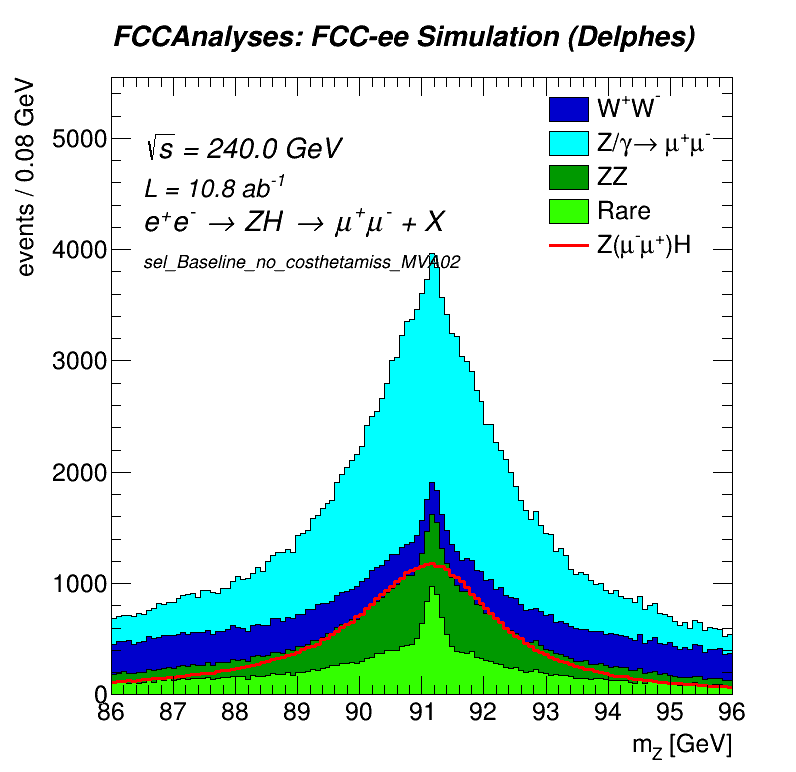 FCCAnalyses: FCC-ee Simulation (Delphes)
events / 0.08 GeV
√s = 240.0 GeV
L = 10.8 ab⁻¹
e⁺e⁻ → ZH → μ⁺μ⁻ + X
sel_Baseline_no_costhetamiss_MVA02
W⁺W⁻
Z/γ→ μ⁺μ⁻
ZZ
Rare
Z(μ⁻μ⁺)H
5000
4000
3000
2000
1000
0
86 87 88 89 90 91 92 93 94 95 96
m_Z [GeV]